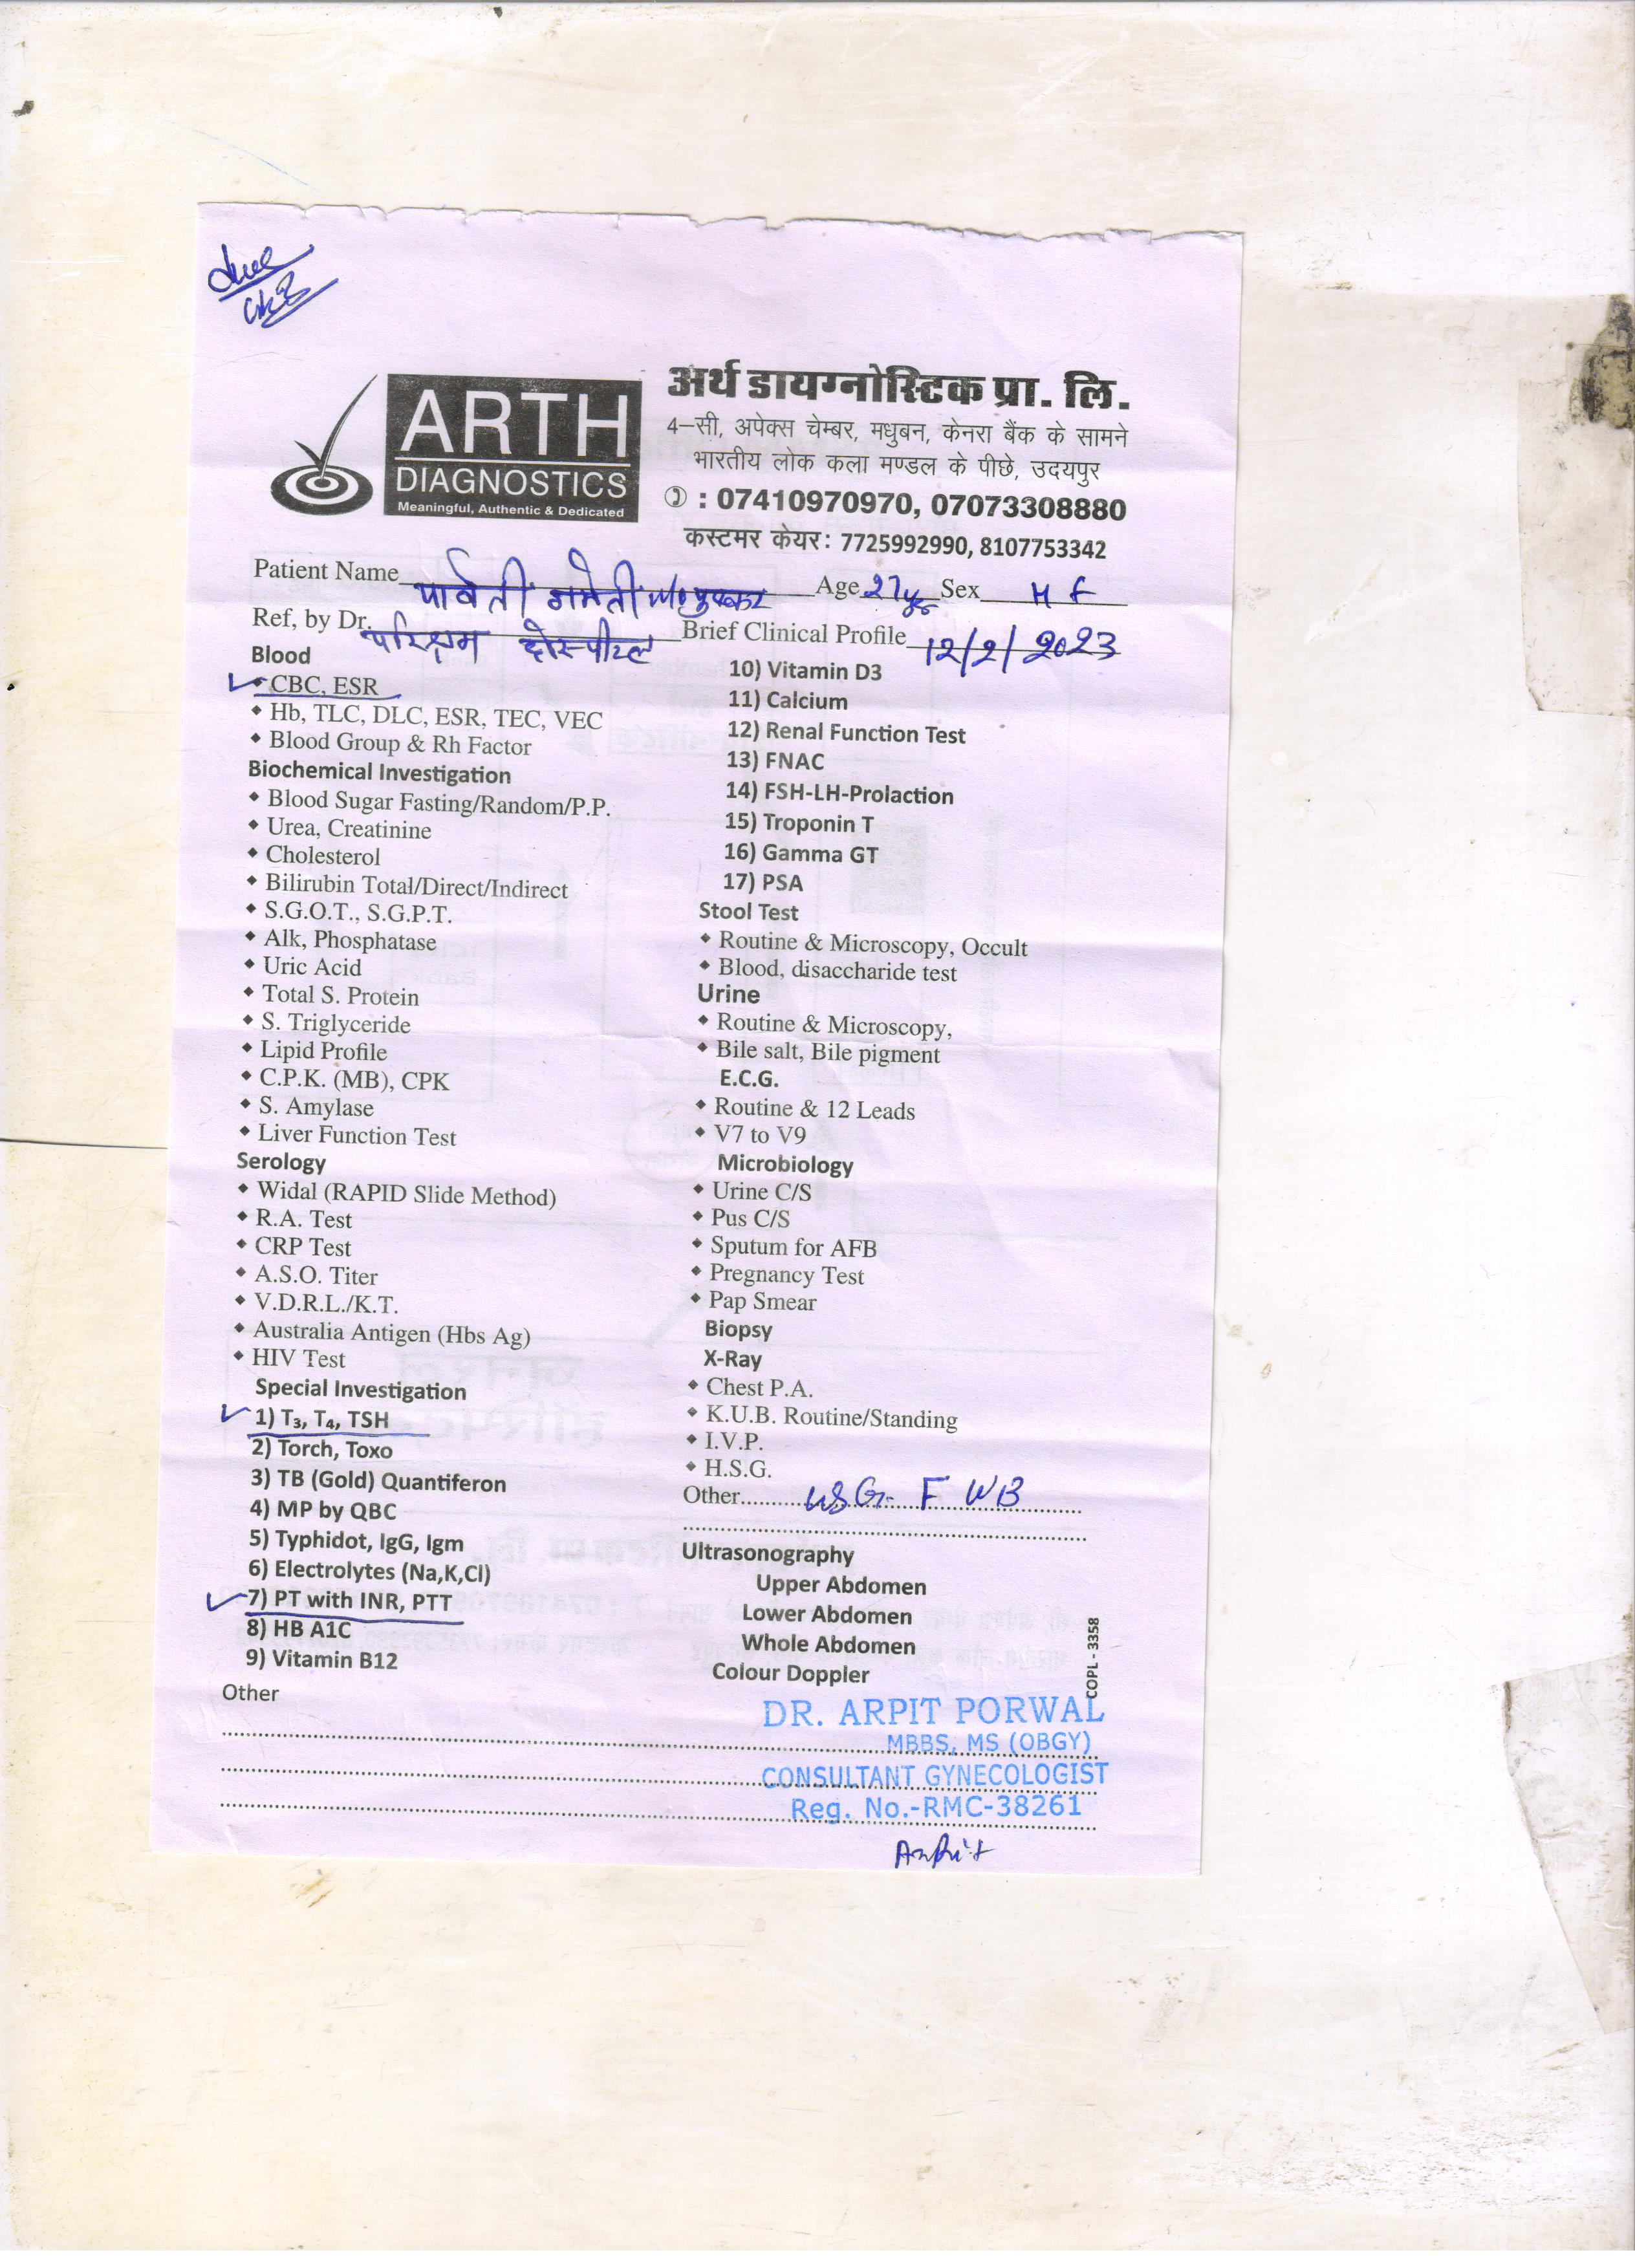 ARTH
DIAGNOSTICS
Meaningful, Authentic & Dedicated
अर्थ डायग्नोस्टिक प्रा. लि.
4-सी, अपेक्स चेम्बर, मधुबन, केनरा बैंक के सामने
भारतीय लोक कला मण्डल के पीछे, उदयपुर
: 07410970970, 07073308880
कस्टमर केयर: 7725992990, 8107753342
Patient Name पार्वती गमेती W/o पुष्कर Age 27 yr Sex M F
Ref, by Dr. परिक्षम होस्पीटल Brief Clinical Profile 12/2/2023
Blood
CBC, ESR
Hb, TLC, DLC, ESR, TEC, VEC
Blood Group & Rh Factor
Biochemical Investigation
Blood Sugar Fasting/Random/P.P.
Urea, Creatinine
Cholesterol
Bilirubin Total/Direct/Indirect
S.G.O.T., S.G.P.T.
Alk, Phosphatase
Uric Acid
Total S. Protein
S. Triglyceride
Lipid Profile
C.P.K. (MB), CPK
S. Amylase
Liver Function Test
Serology
Widal (RAPID Slide Method)
R.A. Test
CRP Test
A.S.O. Titer
V.D.R.L./K.T.
Australia Antigen (Hbs Ag)
HIV Test
Special Investigation
1) T₃, T₄, TSH
2) Torch, Toxo
3) TB (Gold) Quantiferon
4) MP by QBC
5) Typhidot, IgG, Igm
6) Electrolytes (Na,K,Cl)
7) PT with INR, PTT
8) HB A1C
9) Vitamin B12
Other
10) Vitamin D3
11) Calcium
12) Renal Function Test
13) FNAC
14) FSH-LH-Prolaction
15) Troponin T
16) Gamma GT
17) PSA
Stool Test
Routine & Microscopy, Occult
Blood, disaccharide test
Urine
Routine & Microscopy,
Bile salt, Bile pigment
E.C.G.
Routine & 12 Leads
V7 to V9
Microbiology
Urine C/S
Pus C/S
Sputum for AFB
Pregnancy Test
Pap Smear
Biopsy
X-Ray
Chest P.A.
K.U.B. Routine/Standing
I.V.P.
H.S.G.
Other USG FWB
Ultrasonography
Upper Abdomen
Lower Abdomen
Whole Abdomen
Colour Doppler
COPL - 3358
DR. ARPIT PORWAL
MBBS, MS (OBGY)
CONSULTANT GYNECOLOGIST
Reg. No.-RMC-38261
Arpit